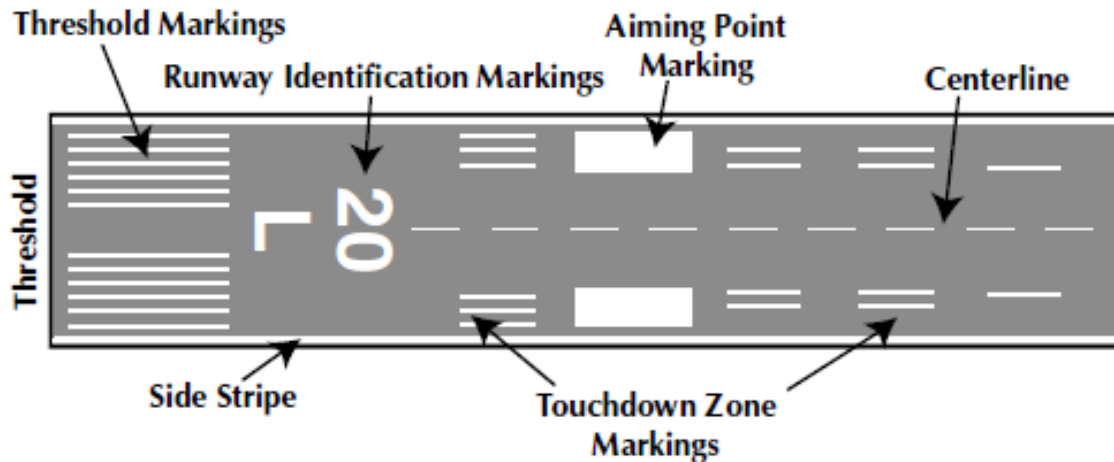 Threshold Markings
Runway Identification Markings
Aiming Point
Marking
Centerline
Threshold
20
L
Side Stripe
Touchdown Zone
Markings